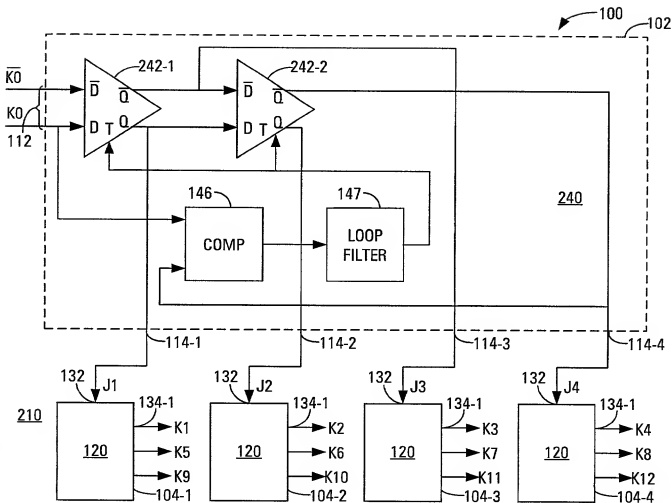 100
102
242-1
242-2
K̅0̅
D̅ Q̅
D̅ Q̅
K0
D T Q
D T Q
112
146
147
240
COMP
LOOP
FILTER
114-1
114-2
114-3
114-4
132 J1
132 J2
132 J3
132 J4
210
134-1
134-1
134-1
134-1
120
120
120
120
K1
K2
K3
K4
K5
K6
K7
K8
K9
K10
K11
K12
104-1
104-2
104-3
104-4